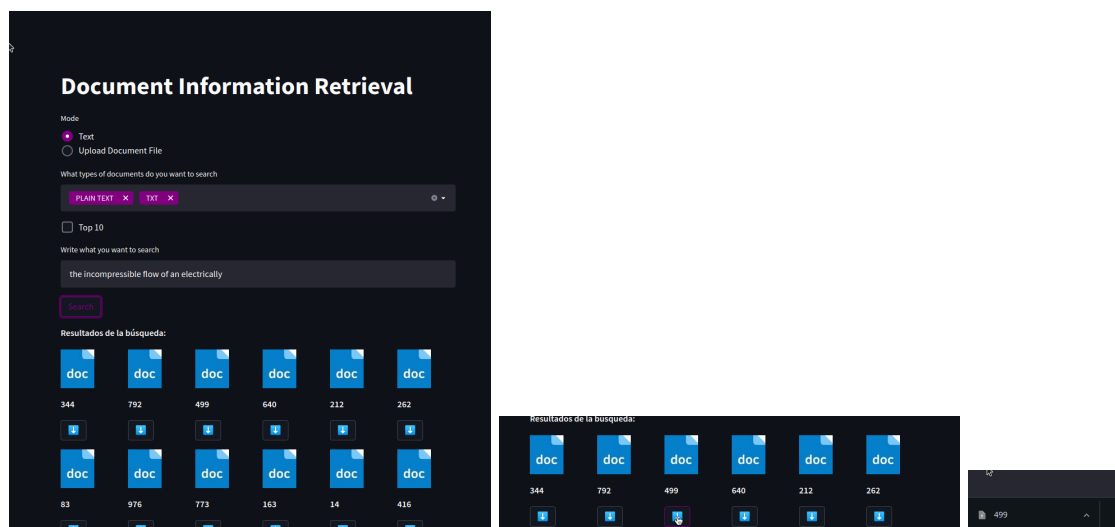 Document Information Retrieval
Mode
Text
Upload Document File
What types of documents do you want to search
PLAIN TEXT TXT
Top 10
Write what you want to search
the incompressible flow of an electrically
Search
Resultados de la búsqueda:
doc doc doc doc doc doc
344 792 499 640 212 262
doc doc doc doc doc doc
83 976 773 163 14 416
Resultados de la búsqueda:
doc doc doc doc doc doc
344 792 499 640 212 262
499